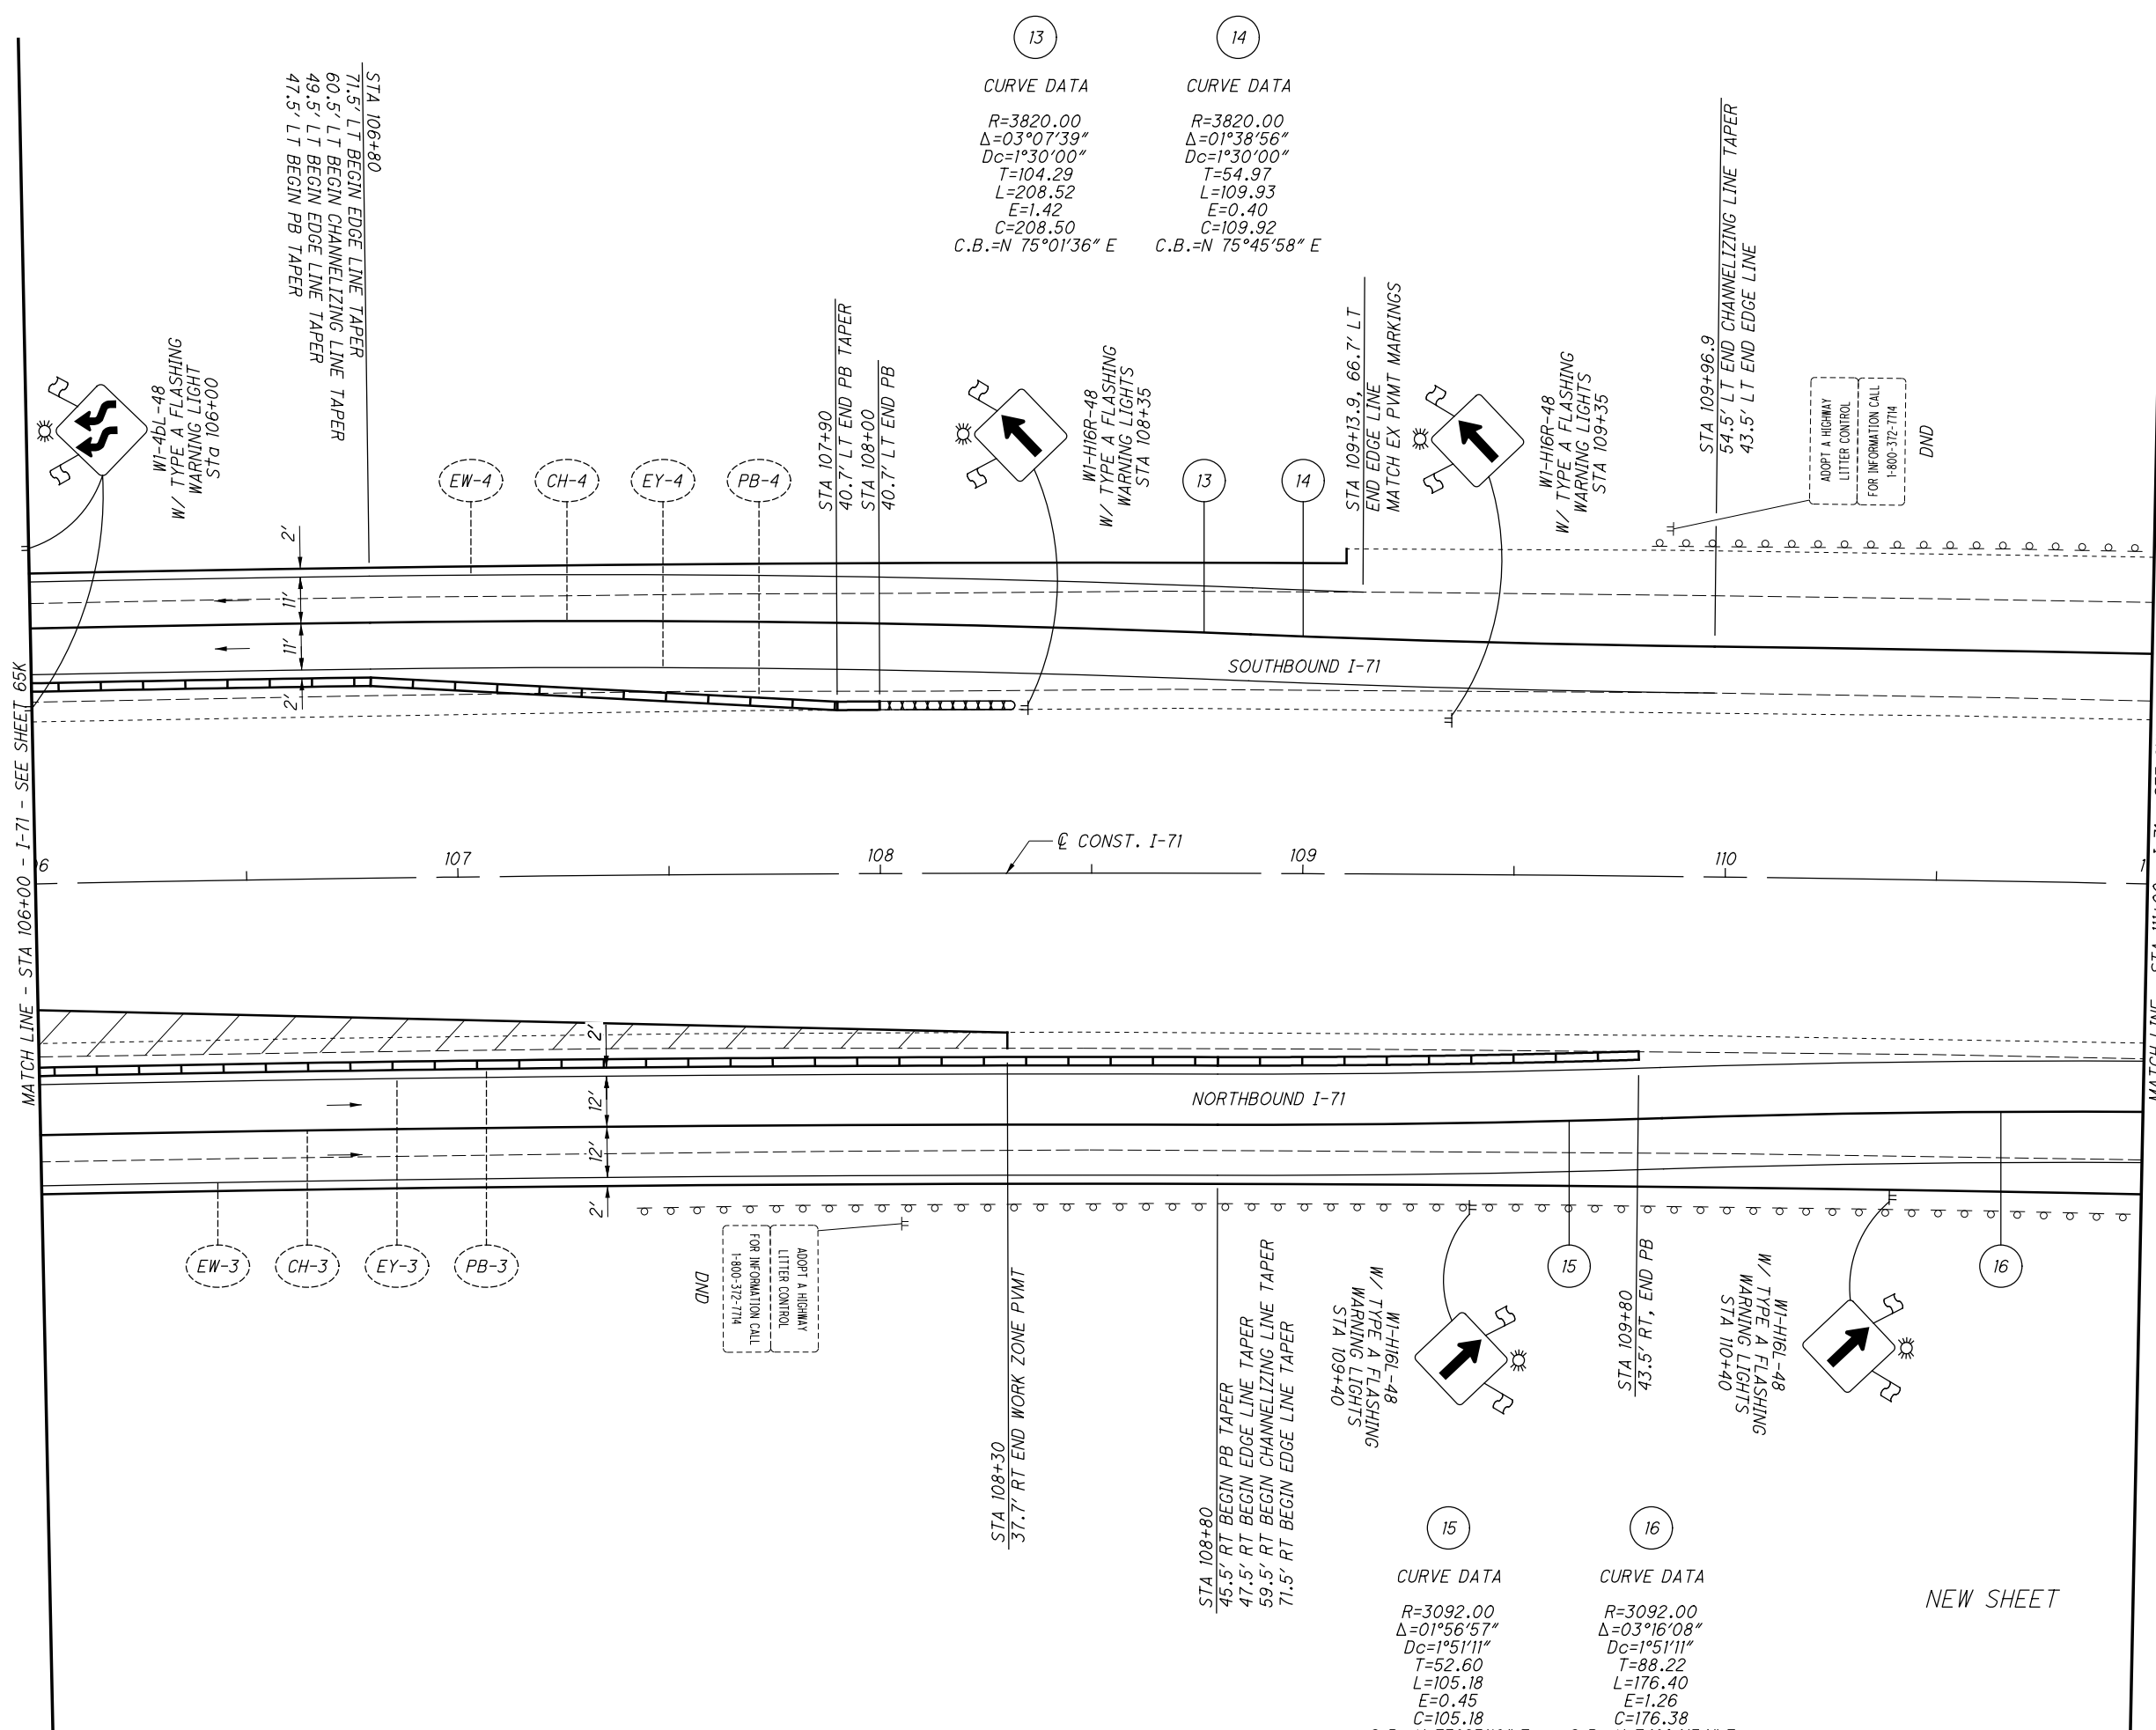 13
CURVE DATA
R=3820.00
Δ=03°07'39"
Dc=1°30'00"
T=104.29
L=208.52
E=1.42
C=208.50
C.B.=N 75°01'36" E
14
CURVE DATA
R=3820.00
Δ=01°38'56"
Dc=1°30'00"
T=54.97
L=109.93
E=0.40
C=109.92
C.B.=N 75°45'58" E
STA 106+80
71.5' LT BEGIN EDGE LINE TAPER
60.5' LT BEGIN CHANNELIZING LINE TAPER
49.5' LT BEGIN EDGE LINE TAPER
47.5' LT BEGIN PB TAPER
W1-4bL-48
W/ TYPE A FLASHING
WARNING LIGHT
Sta 106+00
EW-4
CH-4
EY-4
PB-4
STA 107+90
40.7' LT END PB TAPER
STA 108+00
40.7' LT END PB
W1-H16R-48
W/ TYPE A FLASHING
WARNING LIGHTS
STA 108+35
13
14
STA 109+13.9, 66.7' LT
END EDGE LINE
MATCH EX PVMT MARKINGS
W1-H16R-48
W/ TYPE A FLASHING
WARNING LIGHTS
STA 109+35
STA 109+96.9
54.5' LT END CHANNELIZING LINE TAPER
43.5' LT END EDGE LINE
ADOPT A HIGHWAY
LITTER CONTROL
FOR INFORMATION CALL
1-800-372-7714
DND
2'
11'
11'
2'
SOUTHBOUND I-71
MATCH LINE - STA 106+00 - I-71 - SEE SHEET 65K
107
108
109
110
℄ CONST. I-71
2'
12'
12'
2'
NORTHBOUND I-71
EW-3
CH-3
EY-3
PB-3
DND
ADOPT A HIGHWAY
LITTER CONTROL
FOR INFORMATION CALL
1-800-372-7714
STA 108+30
37.7' RT END WORK ZONE PVMT
STA 108+80
45.5' RT BEGIN PB TAPER
47.5' RT BEGIN EDGE LINE TAPER
59.5' RT BEGIN CHANNELIZING LINE TAPER
71.5' RT BEGIN EDGE LINE TAPER
W1-H16L-48
W/ TYPE A FLASHING
WARNING LIGHTS
STA 109+40
15
STA 109+80
43.5' RT, END PB
W1-H16L-48
W/ TYPE A FLASHING
WARNING LIGHTS
STA 110+40
16
15
CURVE DATA
R=3092.00
Δ=01°56'57"
Dc=1°51'11"
T=52.60
L=105.18
E=0.45
C=105.18
16
CURVE DATA
R=3092.00
Δ=03°16'08"
Dc=1°51'11"
T=88.22
L=176.40
E=1.26
C=176.38
NEW SHEET